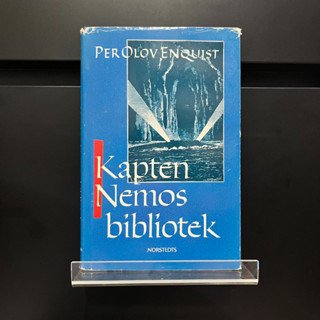 PER OLOV ENQUIST
Kapten
Nemos
bibliotek
NORSTEDTS